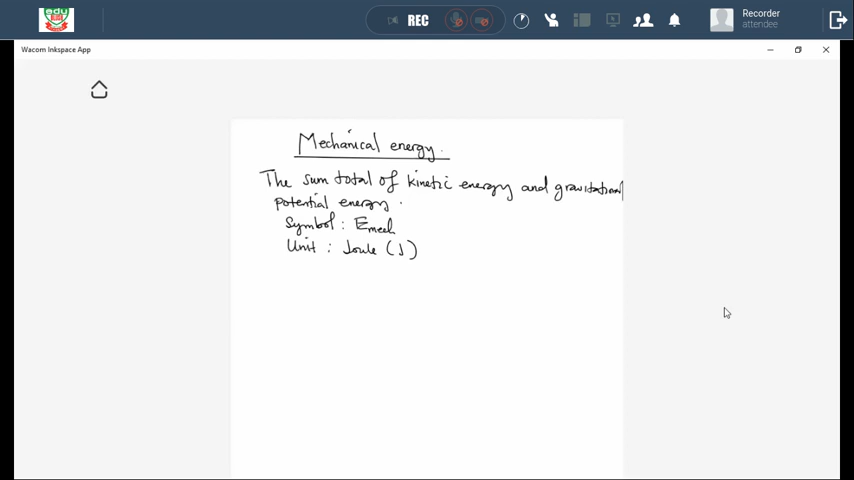 edu
REC
Recorder
attendee
Wacom Inkspace App
Mechanical energy.
The sum total of kinetic energy and gravitational
potential energy.
Symbol : Emech
Unit : Joule (J)